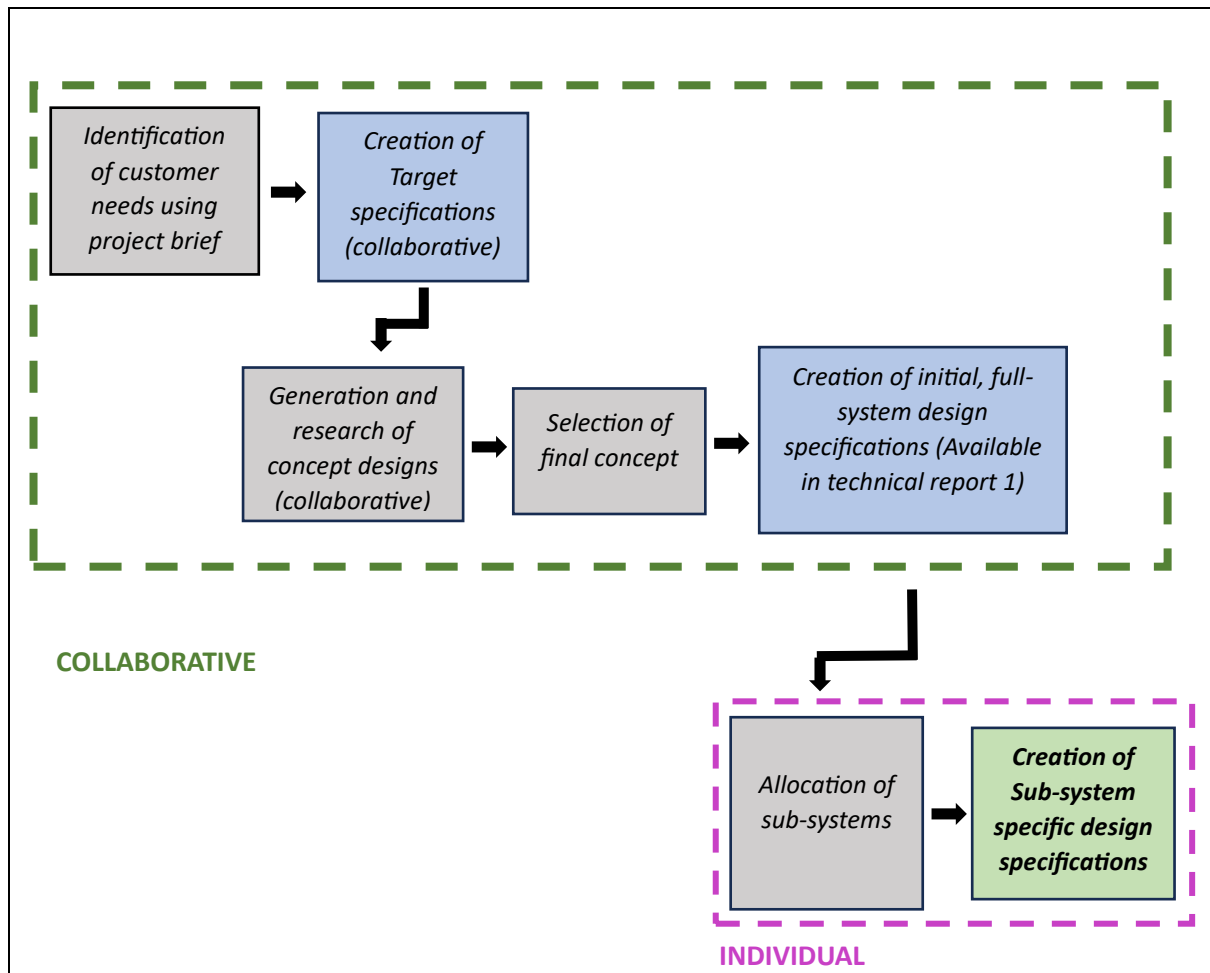 Identification
of customer
needs using
project brief
Creation of
Target
specifications
(collaborative)
Generation and
research of
concept designs
(collaborative)
Selection of
final concept
Creation of initial, full-
system design
specifications (Available
in technical report 1)
COLLABORATIVE
Allocation of
sub-systems
Creation of
Sub-system
specific design
specifications
INDIVIDUAL